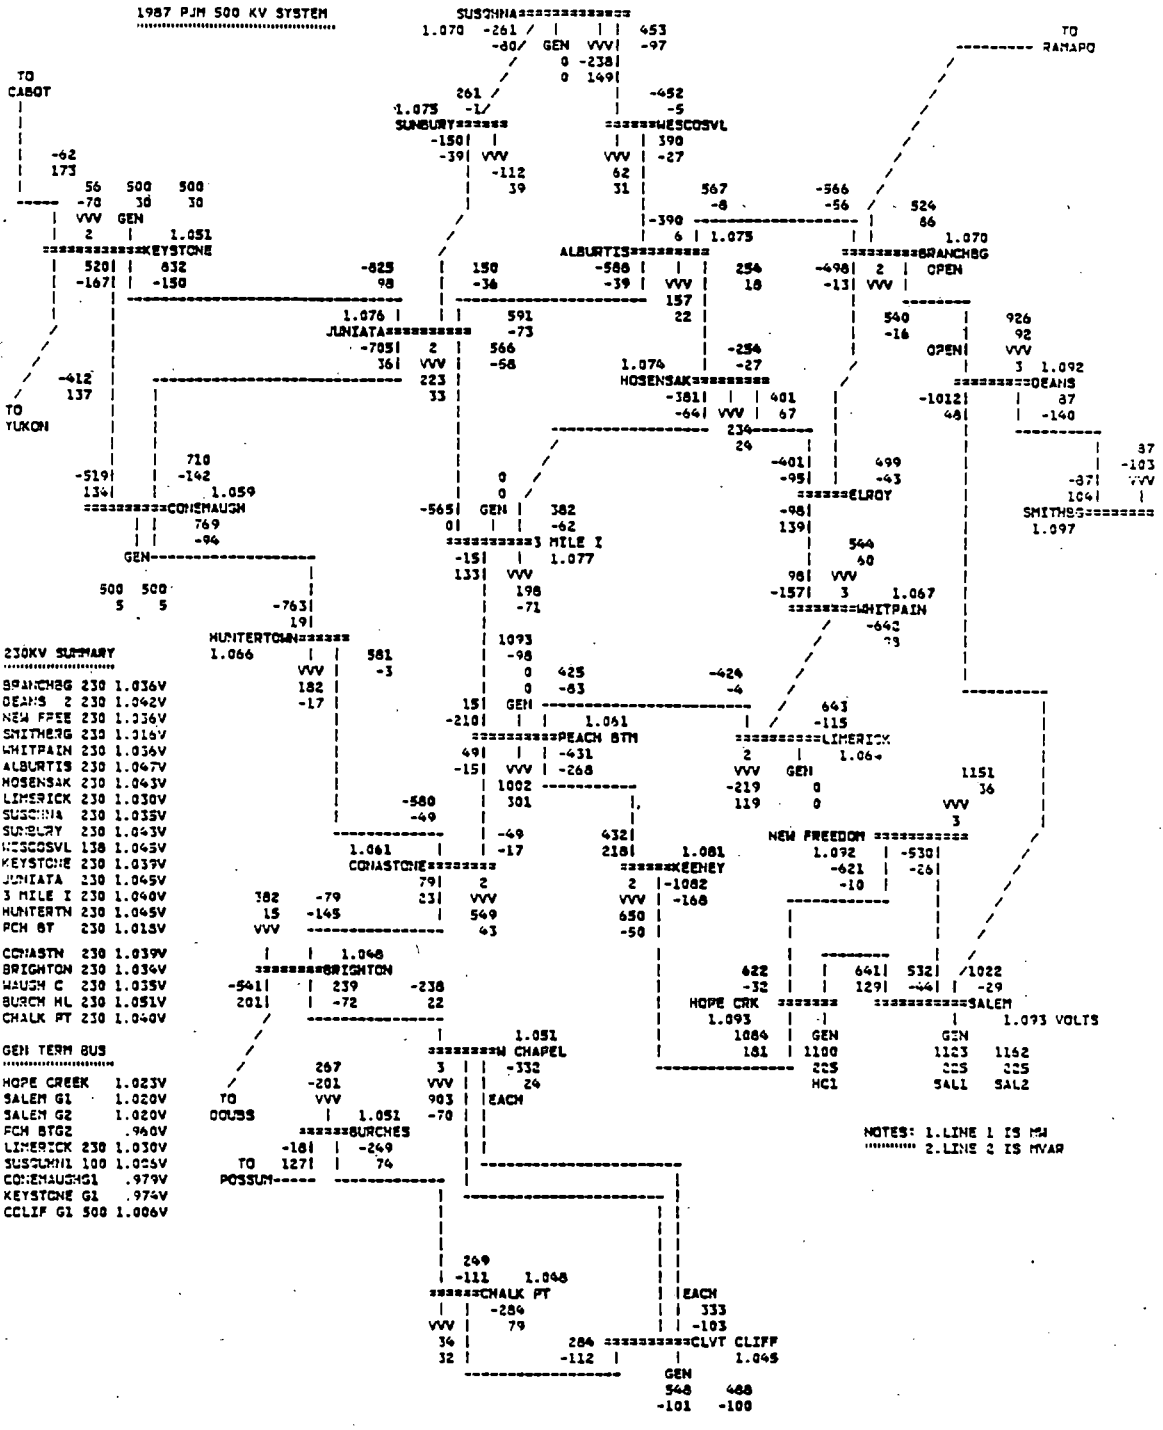 1987 PJM 500 KV SYSTEM
SUSQHNA
1.070 -261 453
-80 GEN VVV -97
0 -238
0 149
TO
RAMAPO
TO
CABOT
261 -452
1.075 -1 -5
SUNBURY WESCOSVL
-150 390
-39 VVV VVV -27
-112 62
39 31
-62
173
56 500 500
-70 30 30
VVV GEN
2 1.051
KEYSTONE
520 832
-167 -150
567 -566
-8 -56 524
-390 86
6 1.075 1.070
ALBURTIS BRANCHBG
-588 254 -498 2 OPEN
-39 VVV 18 -13 VVV
157
22
-825 150
98 -36
1.076 591
JUNIATA -73
-705 2 566
36 VVV -58
223
33
540 926
-16 92
OPEN VVV
3 1.092
DEANS
-1012 87
48 -140
1.074 -254
-27
HOSENSAK
-381 401
-64 VVV 67
234
24
-412
137
TO
YUKON
710
-519 -142
134 1.059
CONEMAUGH
769
-94
GEN
500 500
5 5
0
0
-565 GEN 382
0 -62
3 MILE I
-15 1.077
133 VVV
198
-71
-401 499
-95 -43
ELROY
-98
139
544
98 VVV 60
-157 3 1.067
WHITPAIN
-642
87
-103
-87 VVV
104
SMITHBG
1.097
-763
19
HUNTERTOWN
1.066 581
VVV -3
182
-17
1093
-98
0 425 -424
0 -83 -4
15 GEN
-210 1.061
PEACH BTM
49 -431
-15 VVV -268
1002
301
643
-115
LIMERICK
2
VVV GEN
-219 0
119 0
1151
36
VVV
3
NEW FREEDOM
1.092 -530
-621 -26
-10
-580
-49
1.061 -49
-17
CONASTONE
79 2
23 VVV
549
43
432
218 1.081
KEENEY
2 -1082
VVV -168
650
-50
382 -79
15 -145
VVV
1.048
BRIGHTON
-541 239 -238
201 -72 22
622 641 532 1022
-32 129 -44 -29
HOPE CRK SALEM
1.093 1.093 VOLTS
1084 GEN GEN
181 1100 1123 1162
225 225 225
HC1 SAL1 SAL2
1.051
W CHAPEL
3 -332
VVV 24
903 EACH
-70
TO
DOUBS
267
-201
VVV
1.051
BURCHES
-18 -249
127 74
TO
POSSUM
249
-111 1.048
CHALK PT
-284
VVV 79
34
32
EACH
333
-103
284 CLVT CLIFF
-112 1.045
GEN
548 488
-101 -100
NOTES: 1.LINE 1 IS MW
2.LINE 2 IS MVAR
230KV SUMMARY
BRANCHBG 230 1.036V
DEANS 2 230 1.042V
NEW FREE 230 1.036V
SMITHBRG 230 1.016V
WHITPAIN 230 1.036V
ALBURTIS 230 1.047V
HOSENSAK 230 1.043V
LIMERICK 230 1.030V
SUSQHNA 230 1.035V
SUNBURY 230 1.043V
WESCOSVL 138 1.045V
KEYSTONE 230 1.039V
JUNIATA 230 1.045V
3 MILE I 230 1.040V
HUNTERTN 230 1.045V
PCH BT 230 1.018V
CONASTN 230 1.039V
BRIGHTON 230 1.034V
WAUGH C 230 1.035V
BURCH HL 230 1.051V
CHALK PT 230 1.040V
GEN TERM BUS
HOPE CREEK 1.023V
SALEM G1 1.020V
SALEM G2 1.020V
PCH BTG2 .960V
LIMERICK 230 1.030V
CONEMAUGHG1 .979V
KEYSTONE G1 .974V
CCLIF G1 500 1.006V